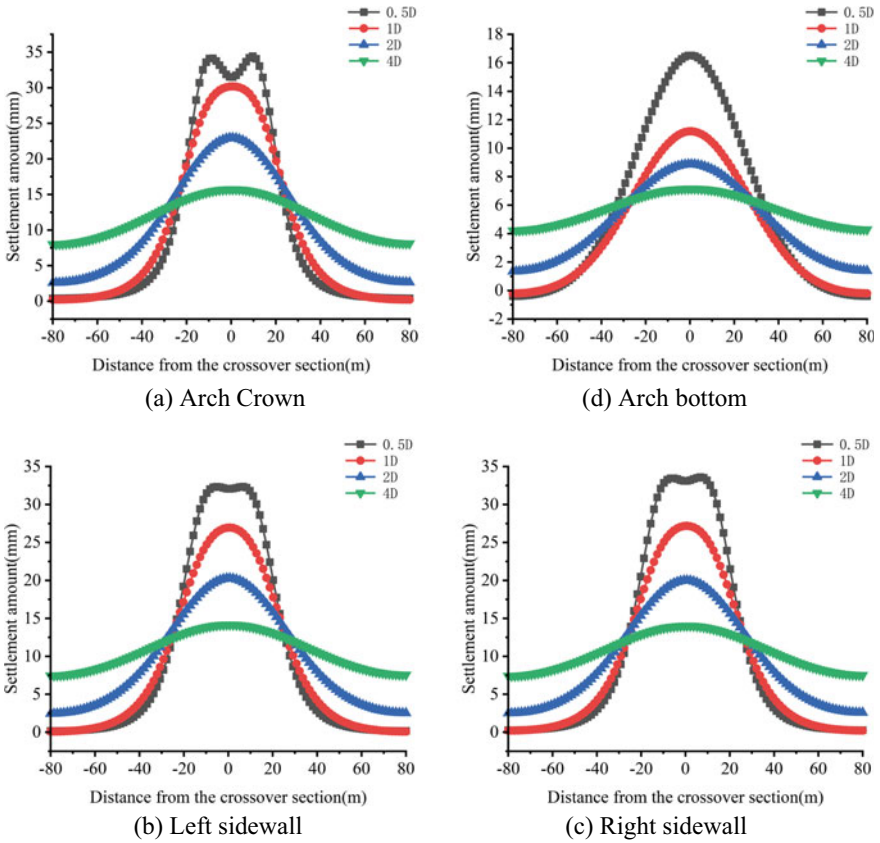 0.5D
1D
2D
4D
35
30
25
20
15
10
5
0
Settlement amount(mm)
-80 -60 -40 -20 0 20 40 60 80
Distance from the crossover section(m)
(a) Arch Crown
0.5D
1D
2D
4D
18
16
14
12
10
8
6
4
2
0
-2
Settlement amount(mm)
-80 -60 -40 -20 0 20 40 60 80
Distance from the crossover section(m)
(d) Arch bottom
0.5D
1D
2D
4D
35
30
25
20
15
10
5
0
Settlement amount(mm)
-80 -60 -40 -20 0 20 40 60 80
Distance from the crossover section(m)
(b) Left sidewall
0.5D
1D
2D
4D
35
30
25
20
15
10
5
0
Settlement amount(mm)
-80 -60 -40 -20 0 20 40 60 80
Distance from the crossover section(m)
(c) Right sidewall